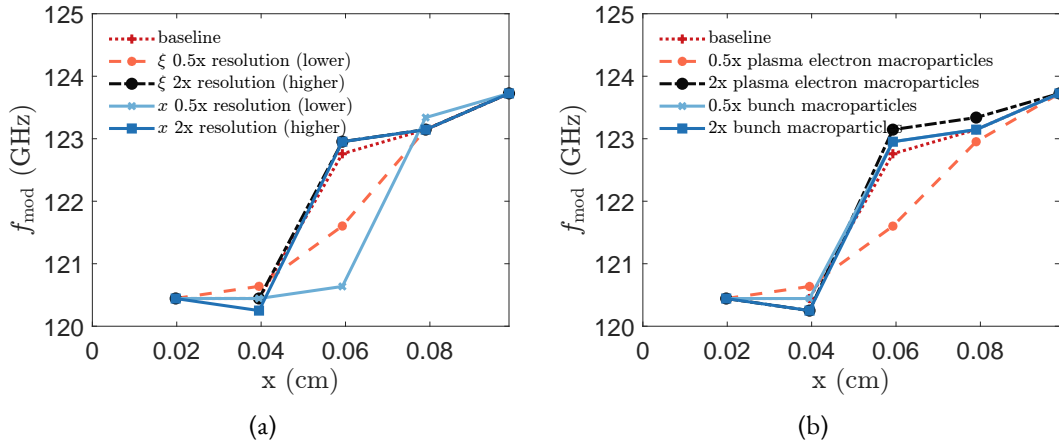 125
124
123
122
121
120
0
0.02
0.04
0.06
0.08
f_mod (GHz)
x (cm)
baseline
ξ 0.5x resolution (lower)
ξ 2x resolution (higher)
x 0.5x resolution (lower)
x 2x resolution (higher)
(a)
125
124
123
122
121
120
0
0.02
0.04
0.06
0.08
f_mod (GHz)
x (cm)
baseline
0.5x plasma electron macroparticles
2x plasma electron macroparticles
0.5x bunch macroparticles
2x bunch macroparticles
(b)